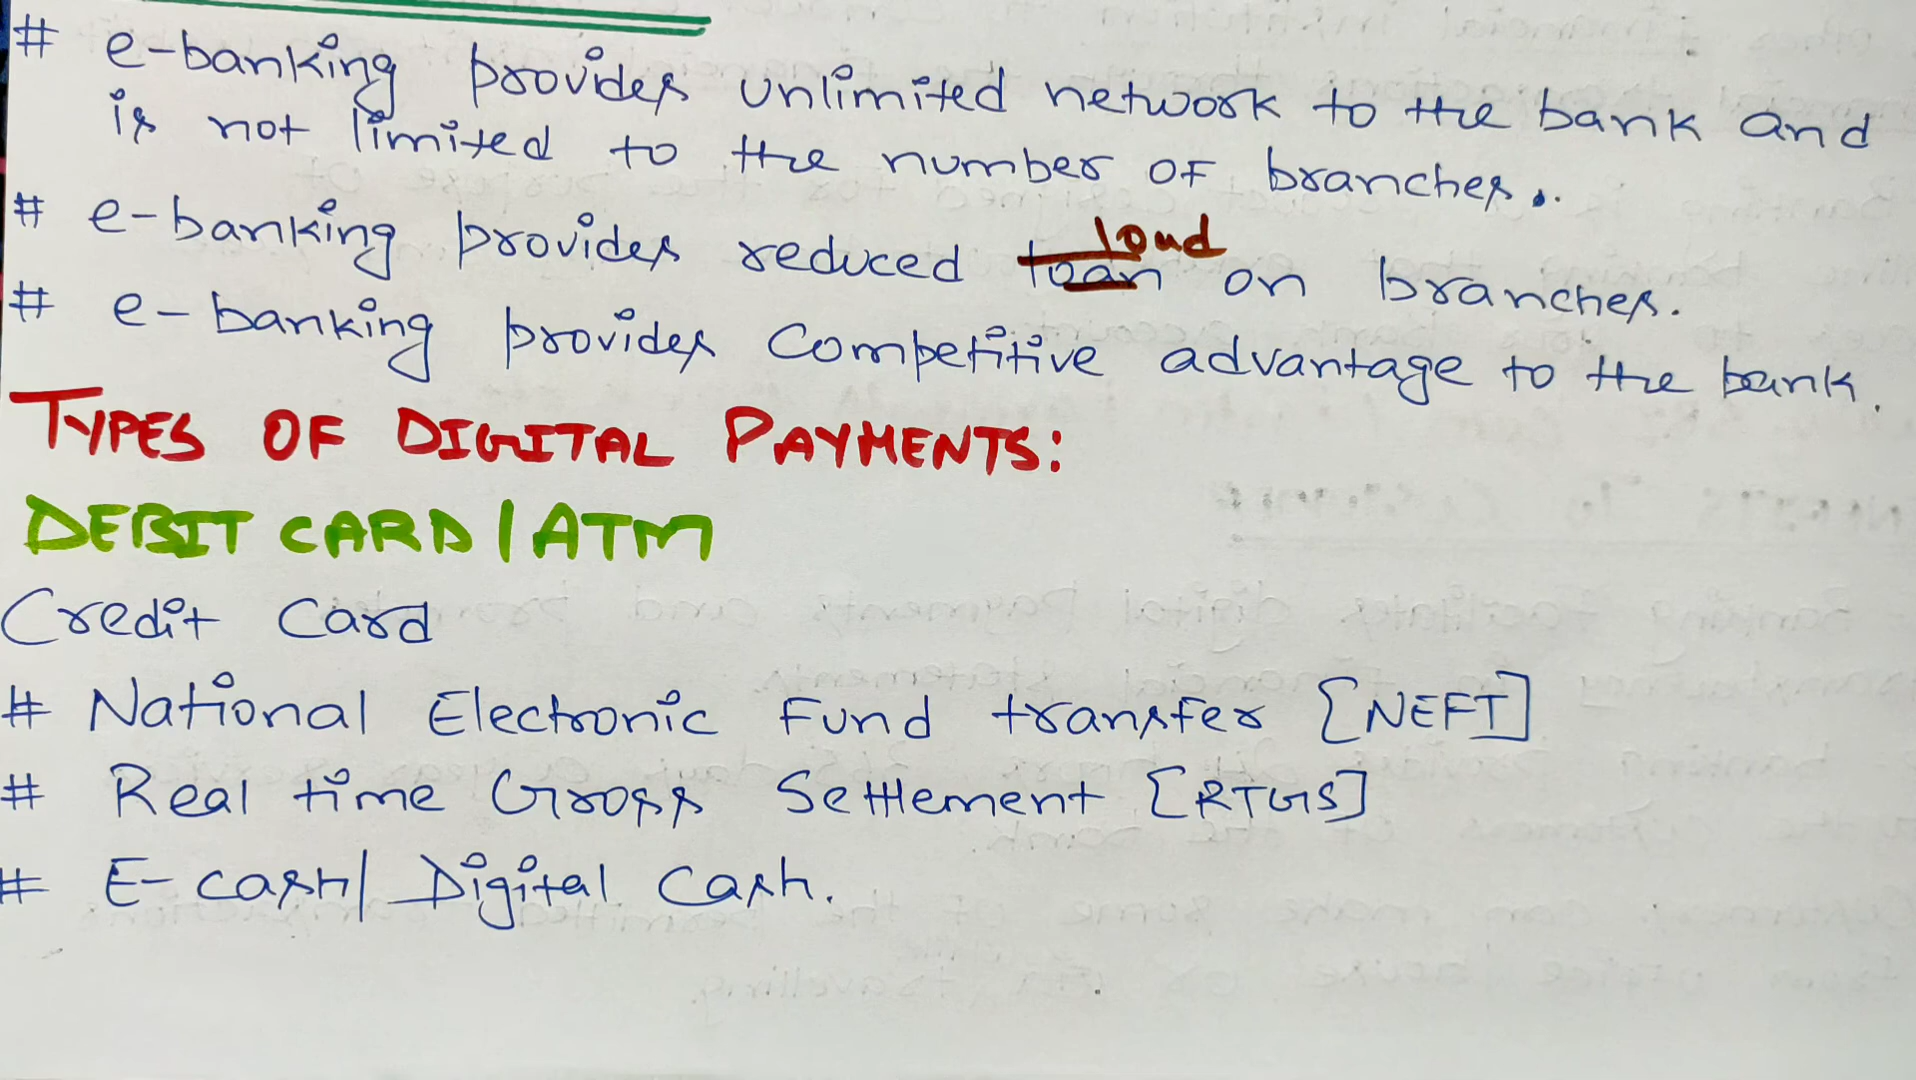 # e-banking provides unlimited network to the bank and
is not limited to the number of branches.
# e-banking provides reduced loan load on branches.
# e-banking provides Competitive advantage to the bank.
TYPES OF DIGITAL PAYMENTS:
DEBIT CARD/ATM
Credit Card
# National Electronic Fund transfer [NEFT]
# Real time Gross Settlement [RTGS]
# E-cash/Digital Cash.